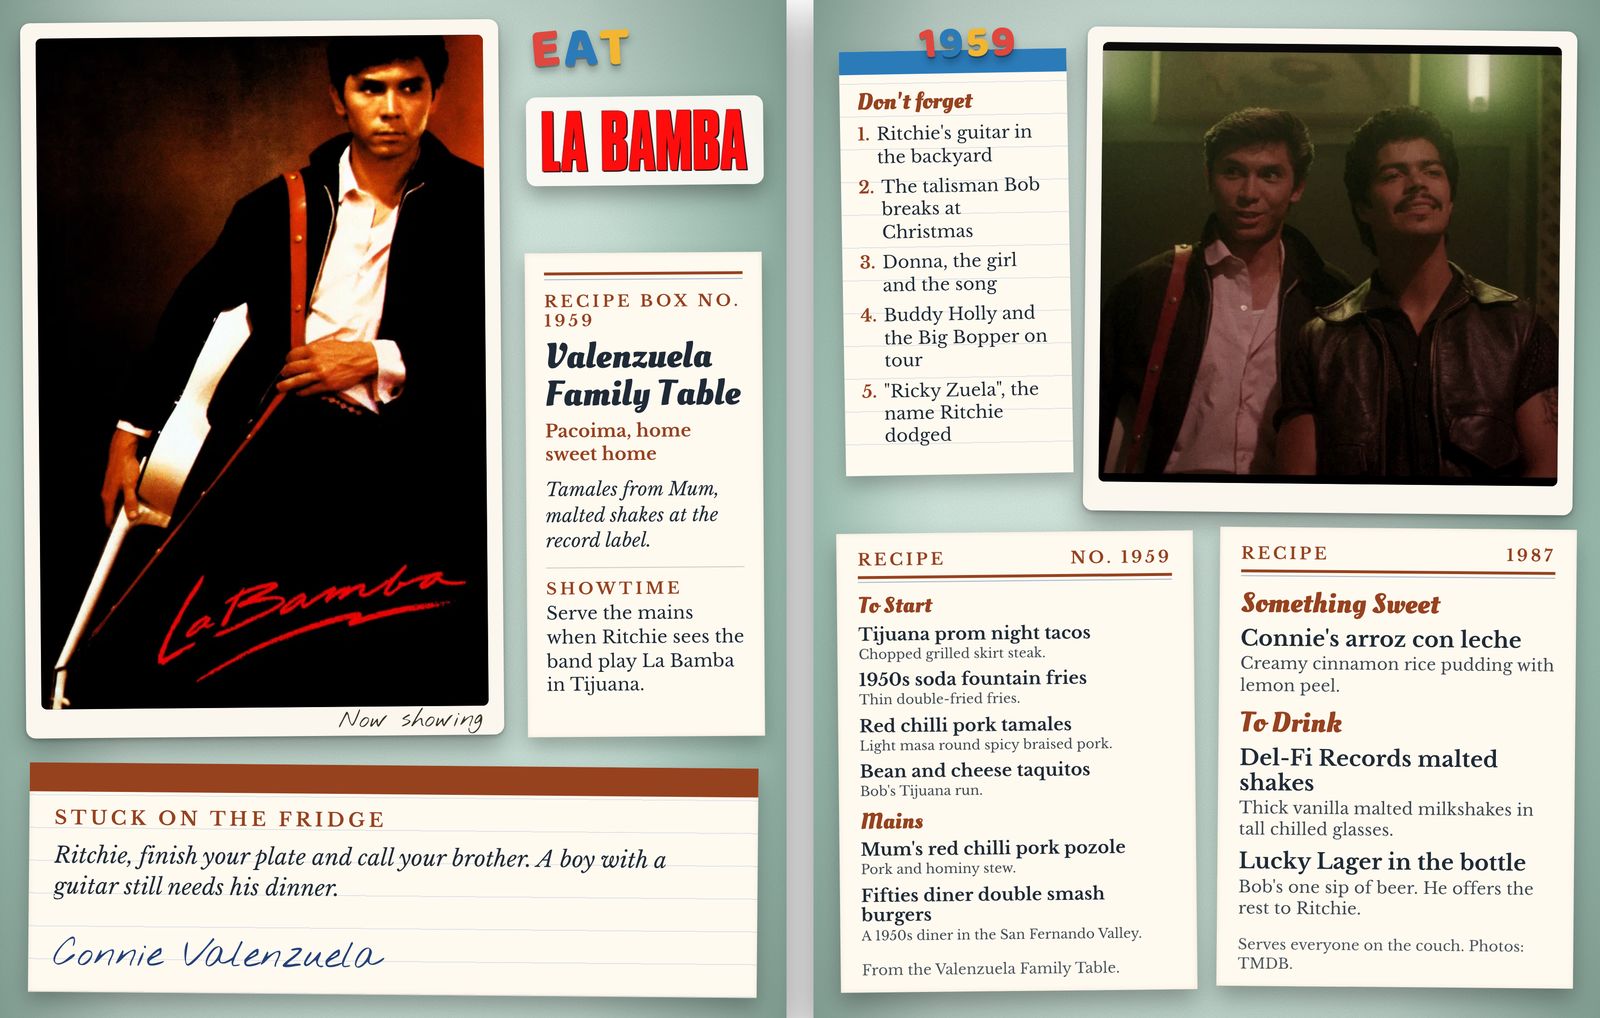 EAT
LA BAMBA
La Bamba
Now showing
RECIPE BOX NO.
1959
Valenzuela
Family Table
Pacoima, home
sweet home
Tamales from Mum,
malted shakes at the
record label.
SHOWTIME
Serve the mains
when Ritchie sees the
band play La Bamba
in Tijuana.
STUCK ON THE FRIDGE
Ritchie, finish your plate and call your brother. A boy with a
guitar still needs his dinner.
Connie Valenzuela
1959
Don't forget
1. Ritchie's guitar in
the backyard
2. The talisman Bob
breaks at
Christmas
3. Donna, the girl
and the song
4. Buddy Holly and
the Big Bopper on
tour
5. "Ricky Zuela", the
name Ritchie
dodged
RECIPE NO. 1959
To Start
Tijuana prom night tacos
Chopped grilled skirt steak.
1950s soda fountain fries
Thin double-fried fries.
Red chilli pork tamales
Light masa round spicy braised pork.
Bean and cheese taquitos
Bob's Tijuana run.
Mains
Mum's red chilli pork pozole
Pork and hominy stew.
Fifties diner double smash
burgers
A 1950s diner in the San Fernando Valley.
From the Valenzuela Family Table.
RECIPE 1987
Something Sweet
Connie's arroz con leche
Creamy cinnamon rice pudding with
lemon peel.
To Drink
Del-Fi Records malted
shakes
Thick vanilla malted milkshakes in
tall chilled glasses.
Lucky Lager in the bottle
Bob's one sip of beer. He offers the
rest to Ritchie.
Serves everyone on the couch. Photos:
TMDB.